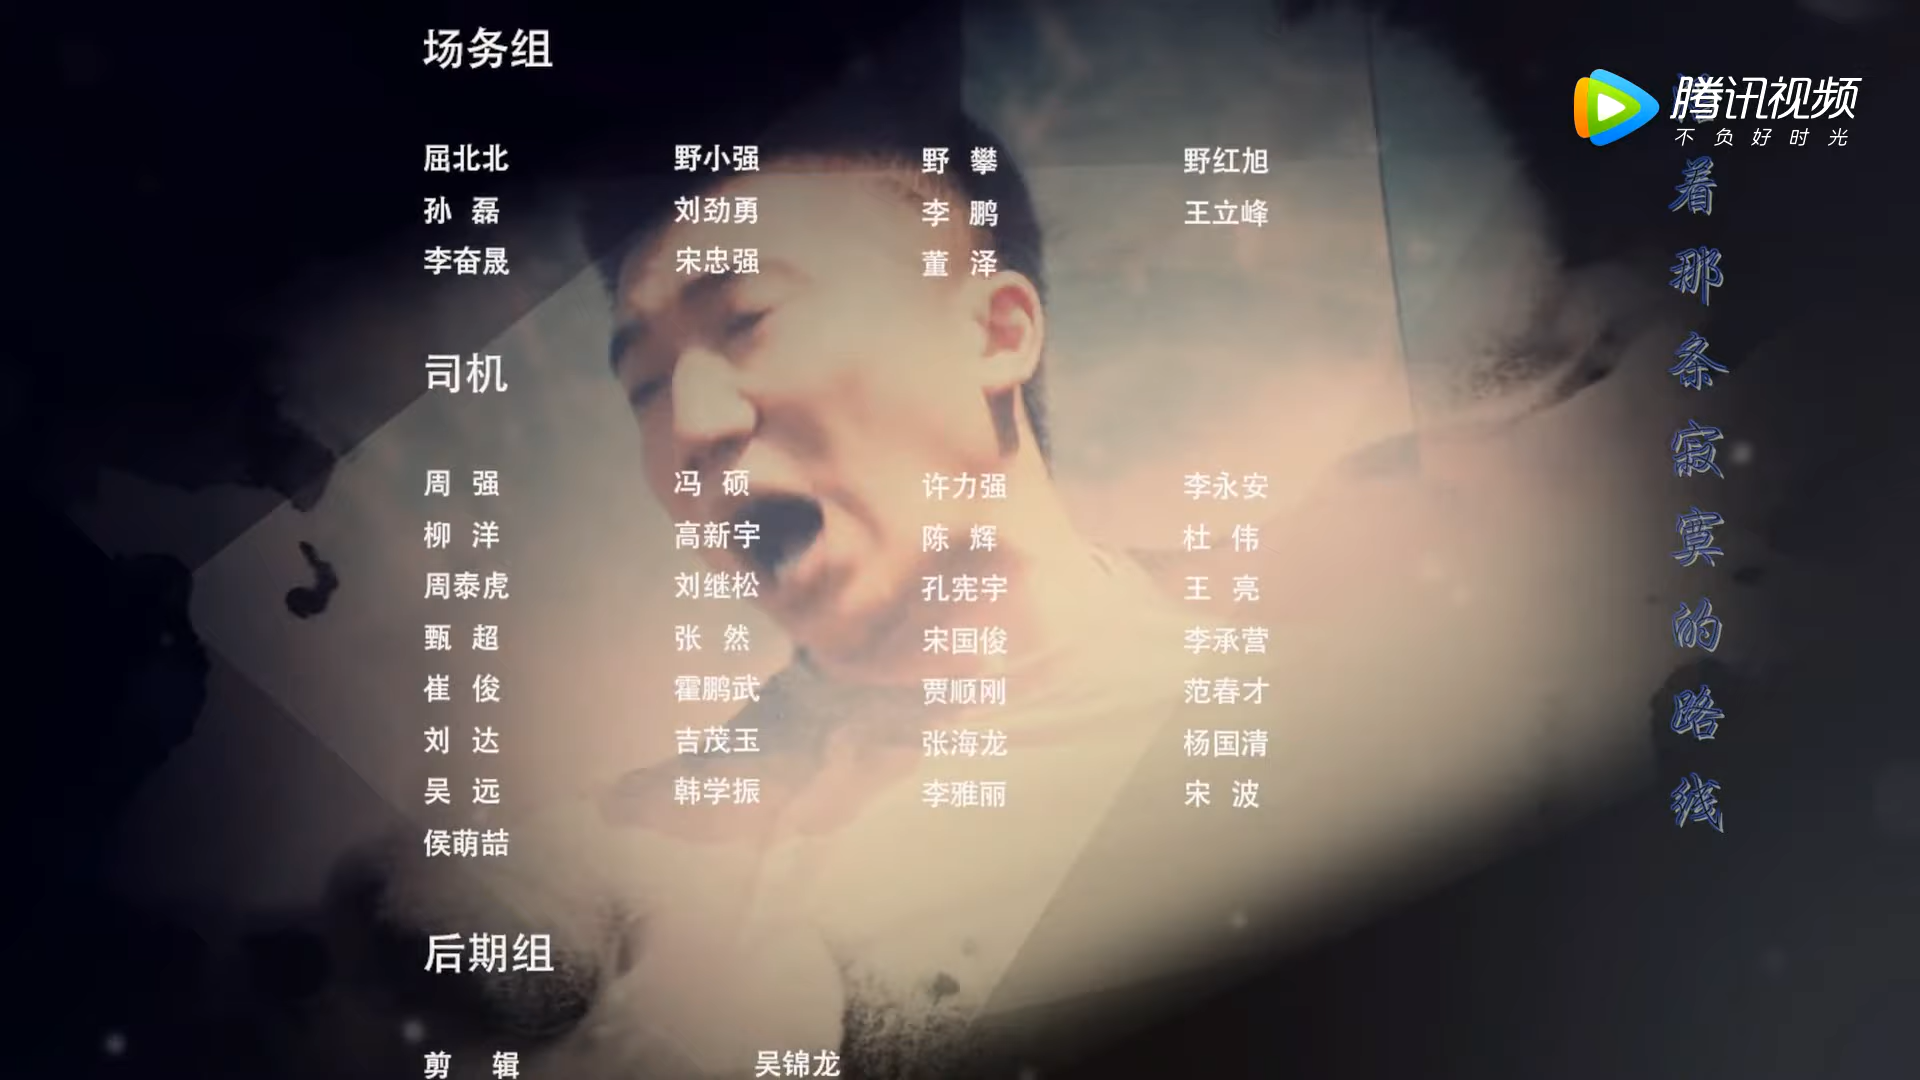 场务组
屈北北 野小强 野 攀 野红旭
孙 磊 刘劲勇 李 鹏 王立峰
李奋晟 宋忠强 董 泽
司机
周 强 冯 硕 许力强 李永安
柳 洋 高新宇 陈 辉 杜 伟
周泰虎 刘继松 孔宪宇 王 亮
甄 超 张 然 宋国俊 李承营
崔 俊 霍鹏武 贾顺刚 范春才
刘 达 吉茂玉 张海龙 杨国清
吴 远 韩学振 李雅丽 宋 波
侯萌喆
后期组
剪 辑 吴锦龙
腾讯视频
不负好时光
着那条寂寞的路线